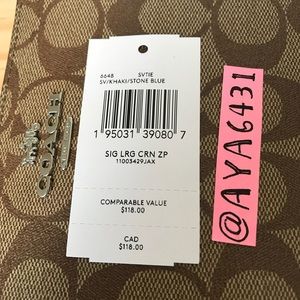 6648 SVTIE
SV/KHAKI/STONE BLUE
1 95031 39080 7
SIG LRG CRN ZP
11003429JAX
COMPARABLE VALUE
$118.00
CAD
$118.00
COACH
@AYA6431